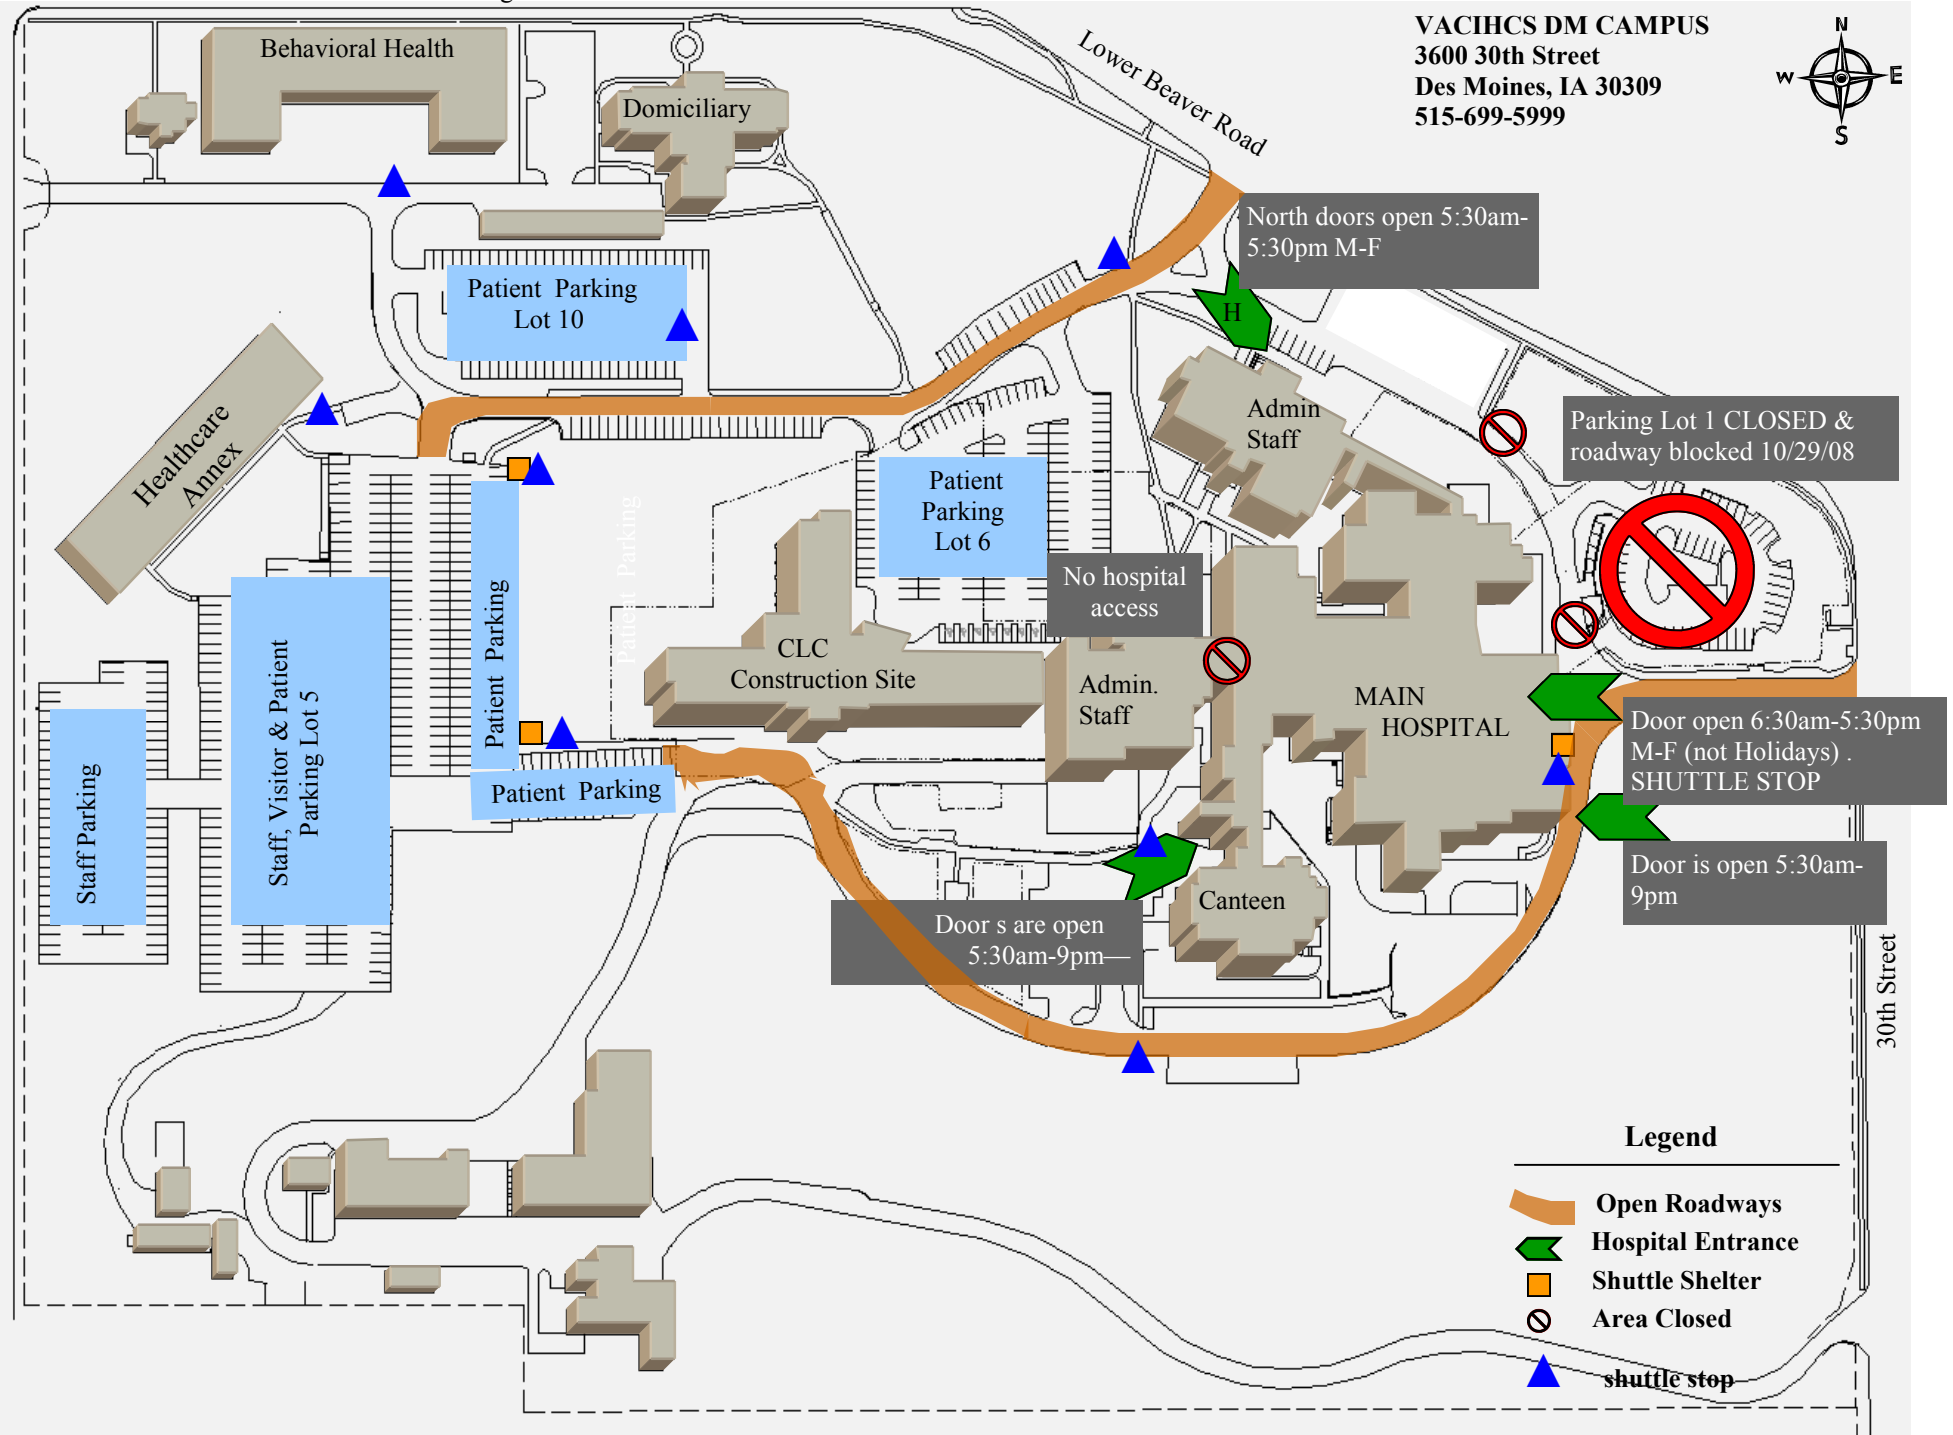 VACIHCS DM CAMPUS
3600 30th Street
Des Moines, IA 30309
515-699-5999
N
W
E
S
Behavioral Health
Domiciliary
Lower Beaver Road
North doors open 5:30am-
5:30pm M-F
H
Patient Parking
Lot 10
Healthcare
Annex
Admin
Staff
Parking Lot 1 CLOSED &
roadway blocked 10/29/08
Patient
Parking
Lot 6
Patient Parking
Patient Parking
No hospital
access
CLC
Construction Site
Admin.
Staff
MAIN
HOSPITAL
Staff, Visitor & Patient
Parking Lot 5
Staff Parking
Patient Parking
Door open 6:30am-5:30pm
M-F (not Holidays) .
SHUTTLE STOP
Door is open 5:30am-
9pm
Canteen
Door s are open
5:30am-9pm—
30th Street
Legend
Open Roadways
Hospital Entrance
Shuttle Shelter
Area Closed
shuttle stop